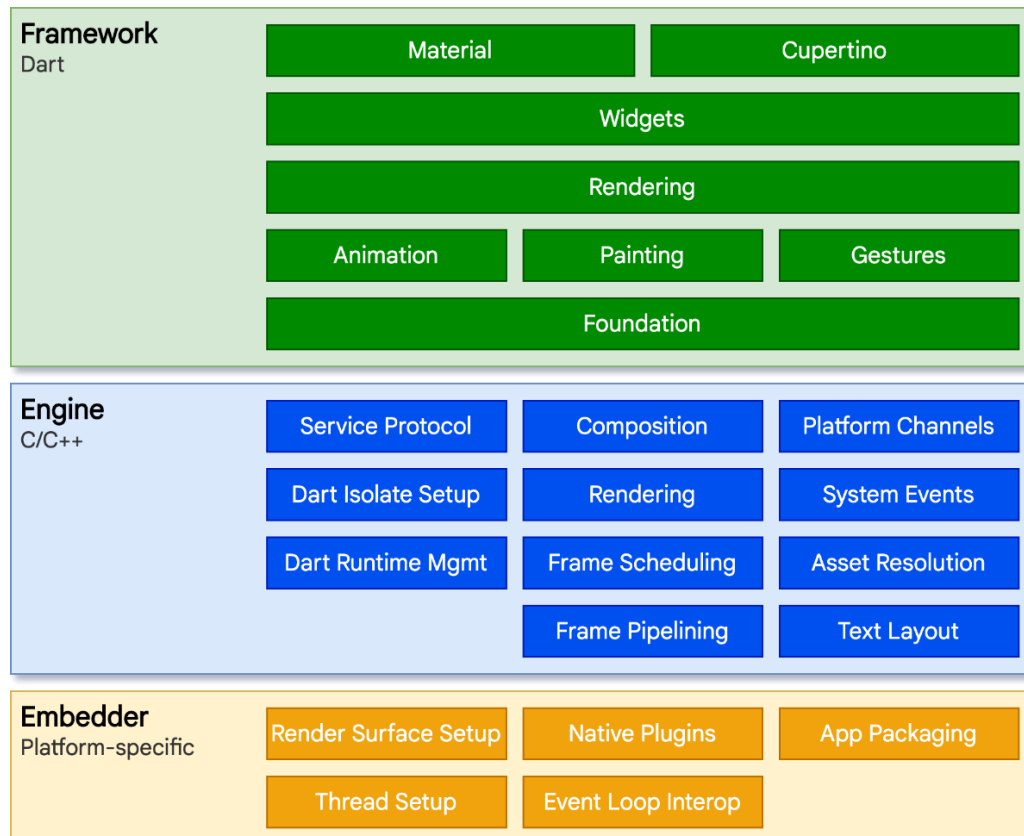 Framework
Dart
Material
Cupertino
Widgets
Rendering
Animation
Painting
Gestures
Foundation
Engine
C/C++
Service Protocol
Composition
Platform Channels
Dart Isolate Setup
Rendering
System Events
Dart Runtime Mgmt
Frame Scheduling
Asset Resolution
Frame Pipelining
Text Layout
Embedder
Platform-specific
Render Surface Setup
Native Plugins
App Packaging
Thread Setup
Event Loop Interop